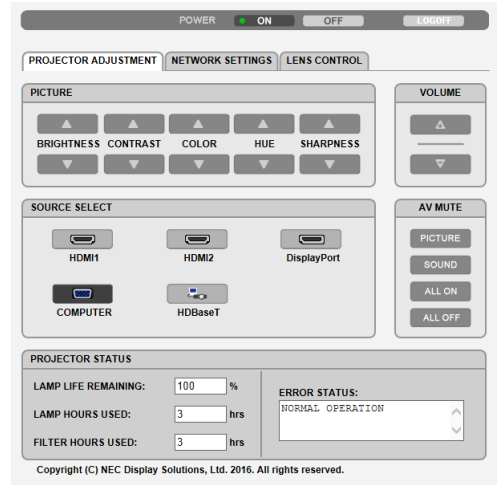 POWER ON OFF LOGOFF
PROJECTOR ADJUSTMENT NETWORK SETTINGS LENS CONTROL
PICTURE
BRIGHTNESS CONTRAST COLOR HUE SHARPNESS
VOLUME
SOURCE SELECT
HDMI1 HDMI2 DisplayPort
COMPUTER HDBaseT
AV MUTE
PICTURE
SOUND
ALL ON
ALL OFF
PROJECTOR STATUS
LAMP LIFE REMAINING: 100 %
LAMP HOURS USED: 3 hrs
FILTER HOURS USED: 3 hrs
ERROR STATUS:
NORMAL OPERATION
Copyright (C) NEC Display Solutions, Ltd. 2016. All rights reserved.